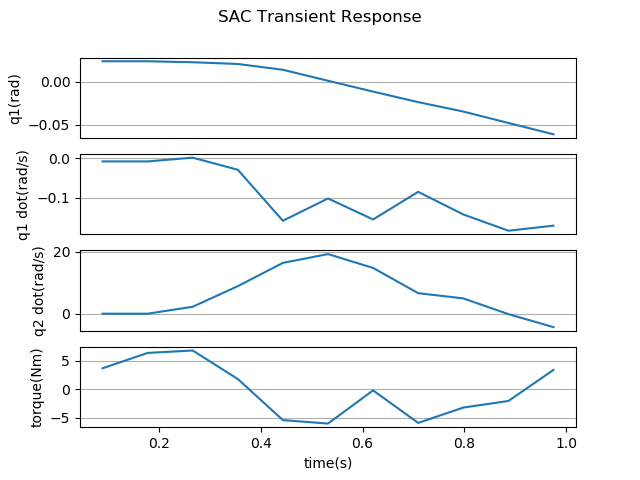 SAC Transient Response
q1(rad)
0.00
−0.05
q1 dot(rad/s)
0.0
−0.1
q2 dot(rad/s)
20
0
torque(Nm)
5
0
−5
0.2 0.4 0.6 0.8 1.0
time(s)